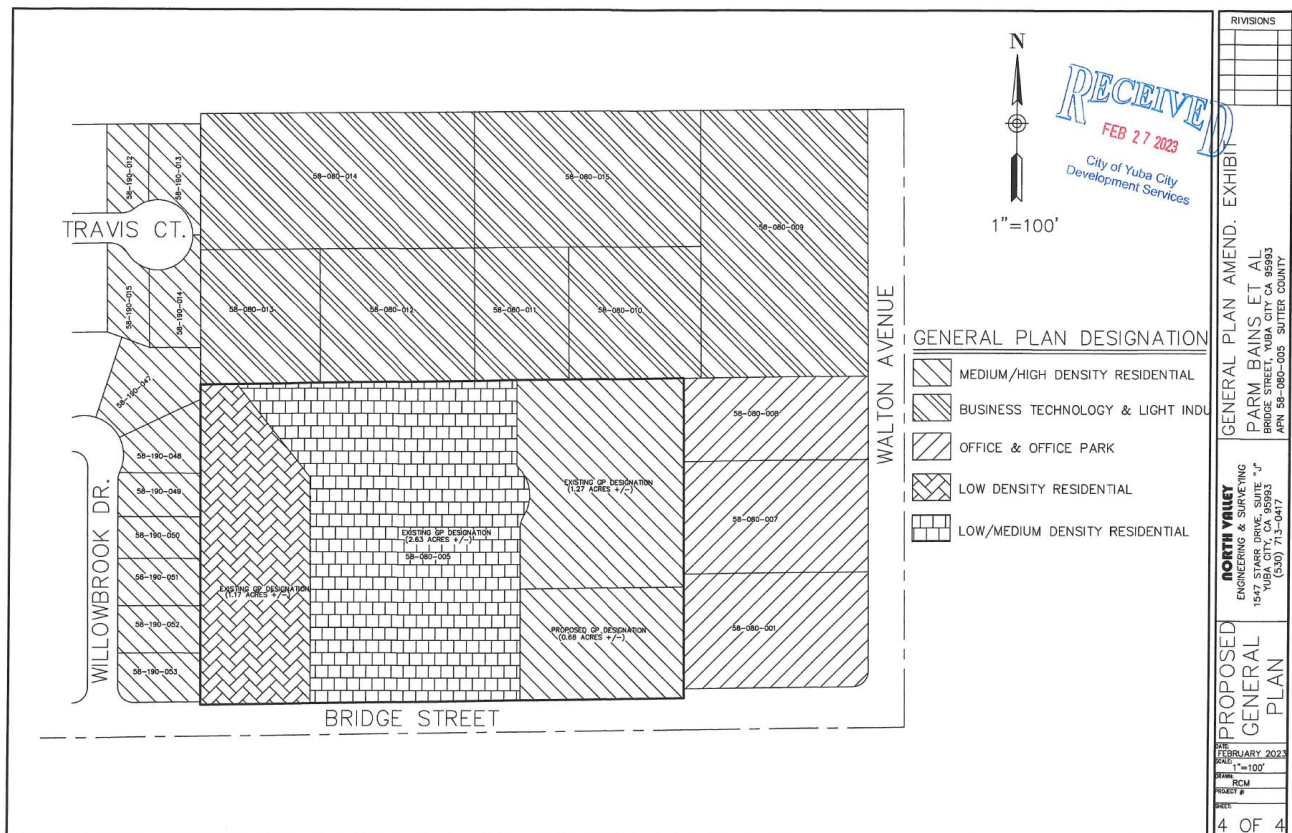 N
1"=100'
RECEIVED
FEB 27 2023
City of Yuba City
Development Services
58-190-012
58-190-013
TRAVIS CT.
58-190-015
58-190-014
58-190-047
58-190-048
58-190-049
58-190-050
58-190-051
58-190-052
58-190-053
WILLOWBROOK DR.
58-080-014
58-080-015
58-080-009
58-080-013
58-080-012
58-080-011
58-080-010
WALTON AVENUE
58-080-008
58-080-007
58-080-001
EXISTING GP DESIGNATION
(1.27 ACRES +/-)
EXISTING GP DESIGNATION
(2.63 ACRES +/-)
58-080-005
EXISTING GP DESIGNATION
(1.17 ACRES +/-)
PROPOSED GP DESIGNATION
(0.68 ACRES +/-)
BRIDGE STREET
GENERAL PLAN DESIGNATION
MEDIUM/HIGH DENSITY RESIDENTIAL
BUSINESS TECHNOLOGY & LIGHT INDU
OFFICE & OFFICE PARK
LOW DENSITY RESIDENTIAL
LOW/MEDIUM DENSITY RESIDENTIAL
RIVISIONS
GENERAL PLAN AMEND. EXHIBIT
PARM BAINS ET AL
BRIDGE STREET, YUBA CITY CA 95993
APN 58-080-005 SUTTER COUNTY
NORTH VALLEY
ENGINEERING & SURVEYING
1547 STARR DRIVE, SUITE "J"
YUBA CITY, CA 95993
(530) 713-0417
PROPOSED
GENERAL
PLAN
DATE:
FEBRUARY 2023
SCALE:
1"=100'
DRAWN:
RCM
PROJECT #:
SHEET:
4 OF 4